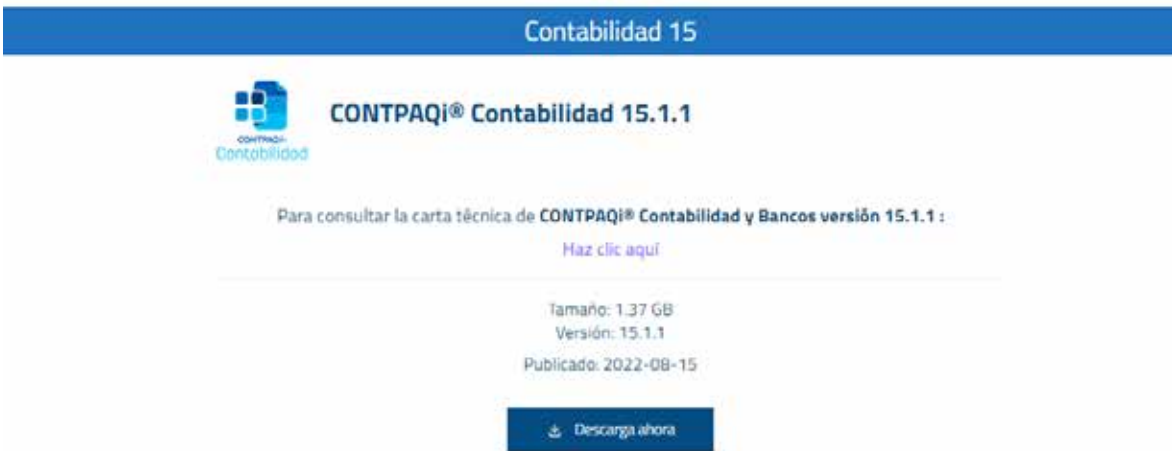 Contabilidad 15
CONTPAQi® Contabilidad 15.1.1
CONTPAQi®
Contabilidad
Para consultar la carta técnica de CONTPAQi® Contabilidad y Bancos versión 15.1.1 :
Haz clic aquí
Tamaño: 1.37 GB
Versión: 15.1.1
Publicado: 2022-08-15
Descarga ahora